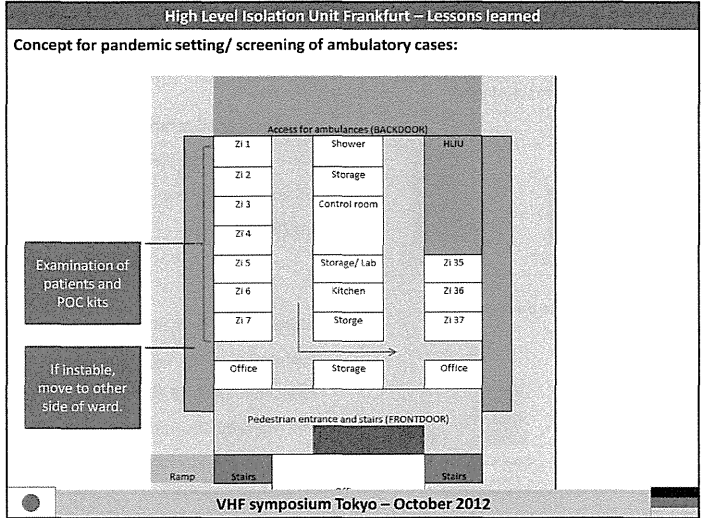 High Level Isolation Unit Frankfurt – Lessons learned
Concept for pandemic setting/ screening of ambulatory cases:
Access for ambulances (BACKDOOR)
Zi 1
Shower
HLIU
Zi 2
Storage
Zi 3
Control room
Zi 4
Zi 5
Storage/ Lab
Zi 35
Zi 6
Kitchen
Zi 36
Zi 7
Storge
Zi 37
Examination of
patients and
POC kits
If instable,
move to other
side of ward.
Office
Storage
Office
Pedestrian entrance and stairs (FRONTDOOR)
Ramp
Stairs
Stairs
VHF symposium Tokyo – October 2012